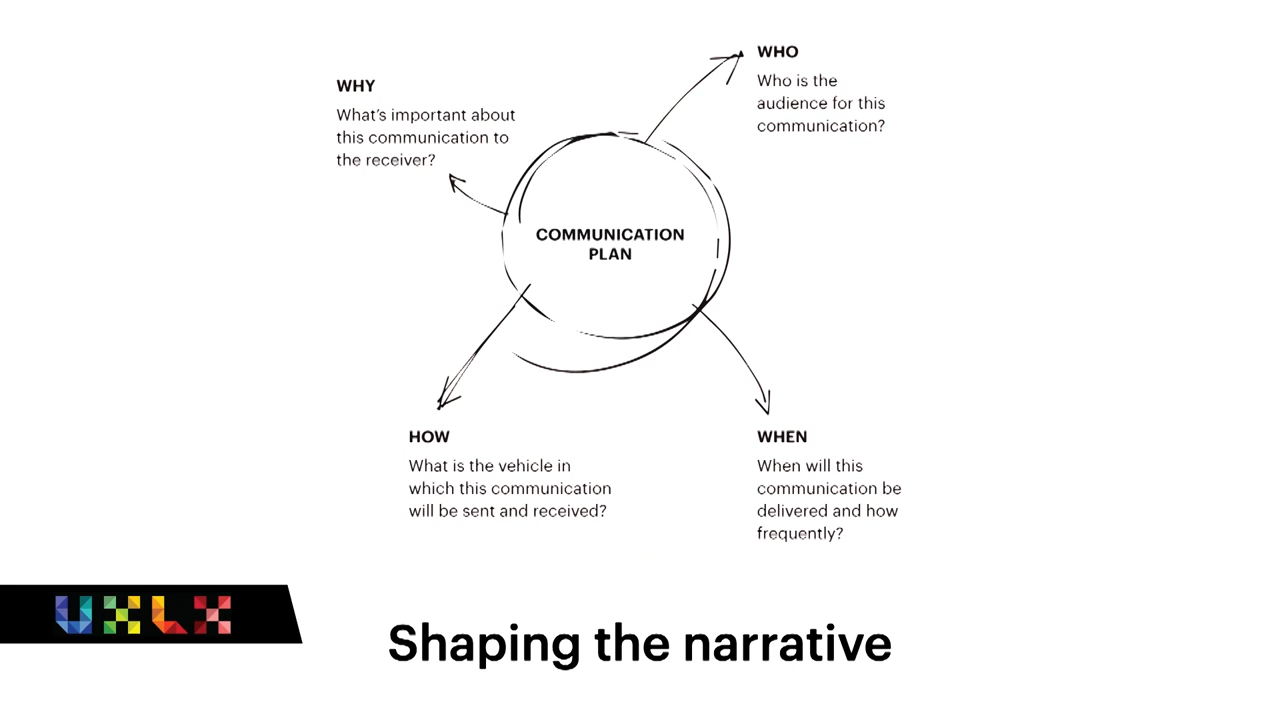 WHO
Who is the
audience for this
communication?
WHY
What's important about
this communication to
the receiver?
COMMUNICATION
PLAN
HOW
What is the vehicle in
which this communication
will be sent and received?
WHEN
When will this
communication be
delivered and how
frequently?
UXLX
Shaping the narrative